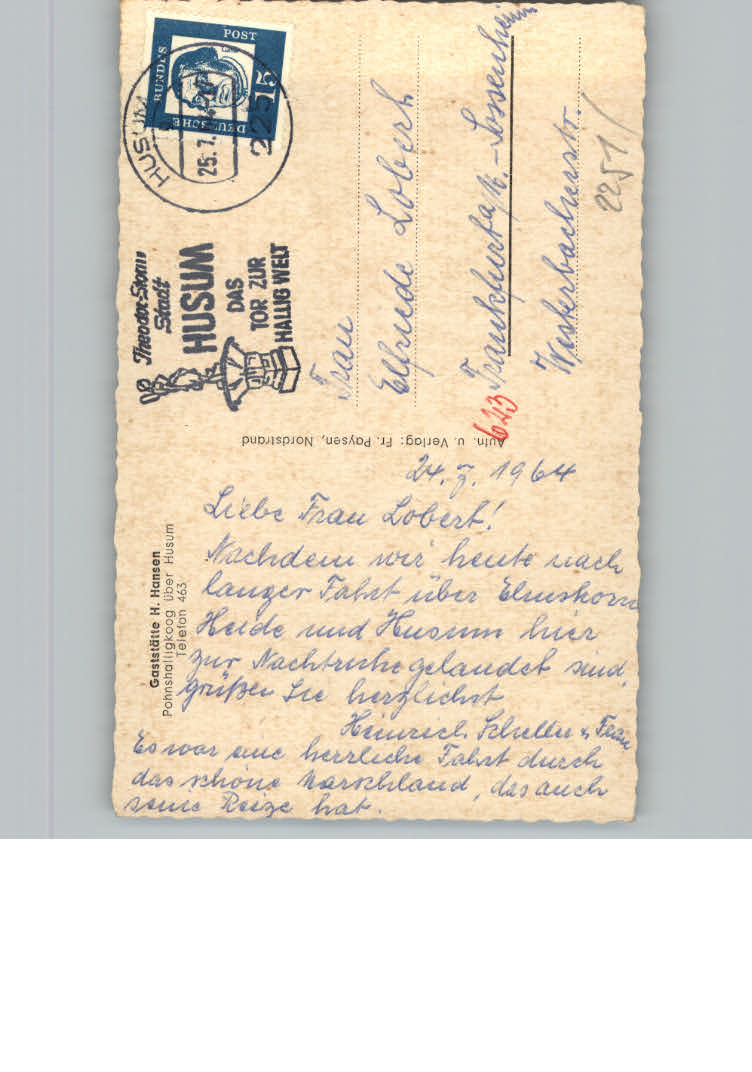 DEUTSCHE
BUNDES
POST
15
HUSUM
25.7.
2251
Theodor-Storm
Stadt
HUSUM
DAS
TOR ZUR
HALLIG WELT
Frau
Elfriede Lobert
623 Frankfurt a/M.-Sossenheim
Westerbachstr.
2251/
Aufn. u. Verlag: Fr. Paysen, Nordstrand
Gaststätte H. Hansen
Pohnshalligkoog über Husum
Telefon 463
24.7.1964
Liebe Frau Lobert!
Nachdem wir heute nach
langer Fahrt über Elmshorn
Heide und Husum hier
zur Nachtruhe gelandet sind,
grüßen Sie herzlichst
Heinrich u. Frau
Es war eine herrliche Fahrt durch
das schöne Marschland, das auch
seine Reize hat.